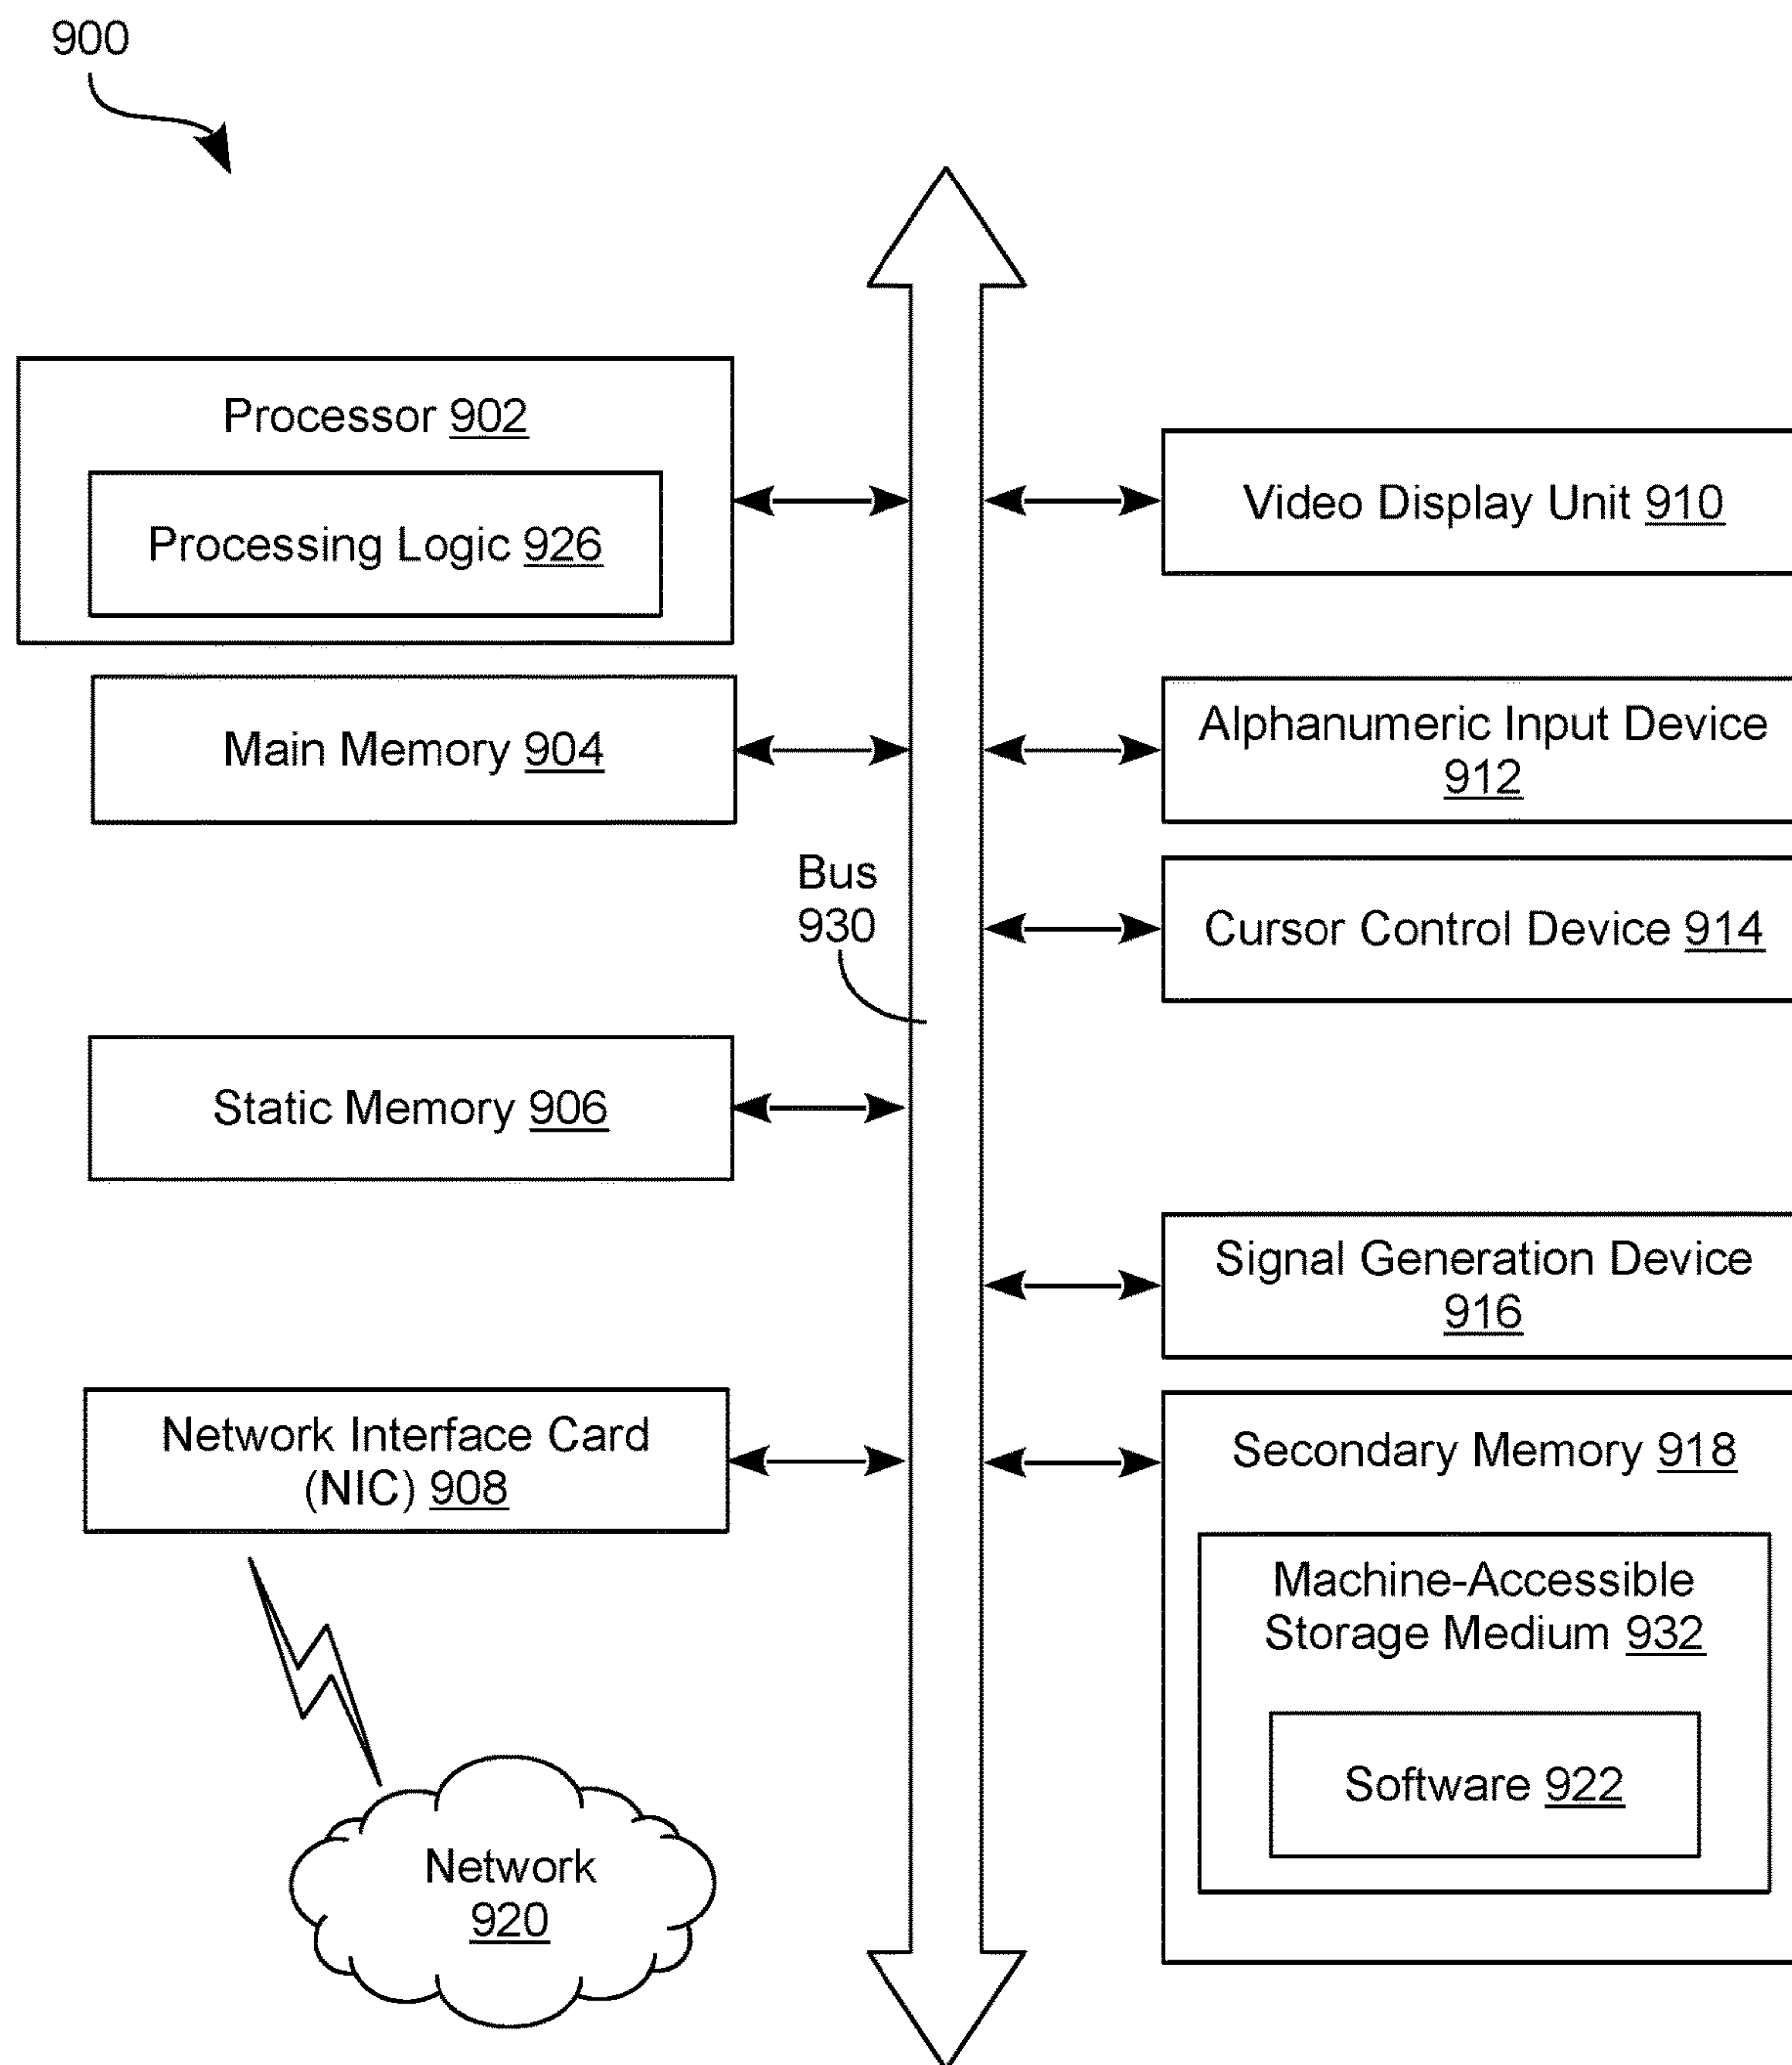 900
Processor 902
Processing Logic 926
Main Memory 904
Bus
930
Static Memory 906
Network Interface Card
(NIC) 908
Network
920
Video Display Unit 910
Alphanumeric Input Device
912
Cursor Control Device 914
Signal Generation Device
916
Secondary Memory 918
Machine-Accessible
Storage Medium 932
Software 922